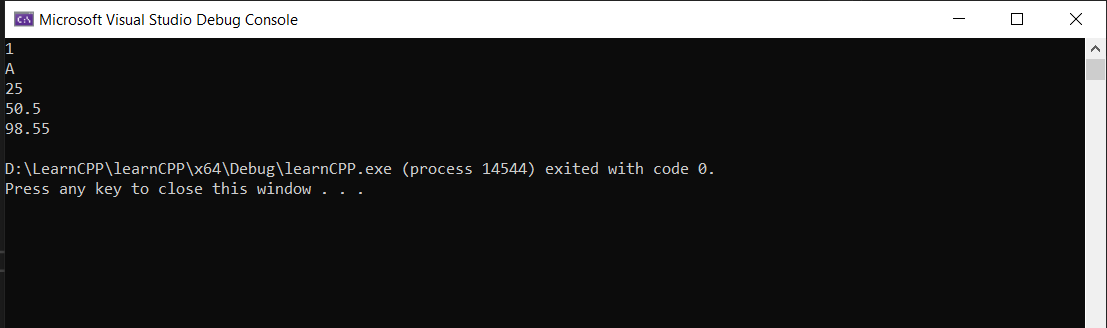 Microsoft Visual Studio Debug Console
1
A
25
50.5
98.55
D:\LearnCPP\learnCPP\x64\Debug\learnCPP.exe (process 14544) exited with code 0.
Press any key to close this window . . .